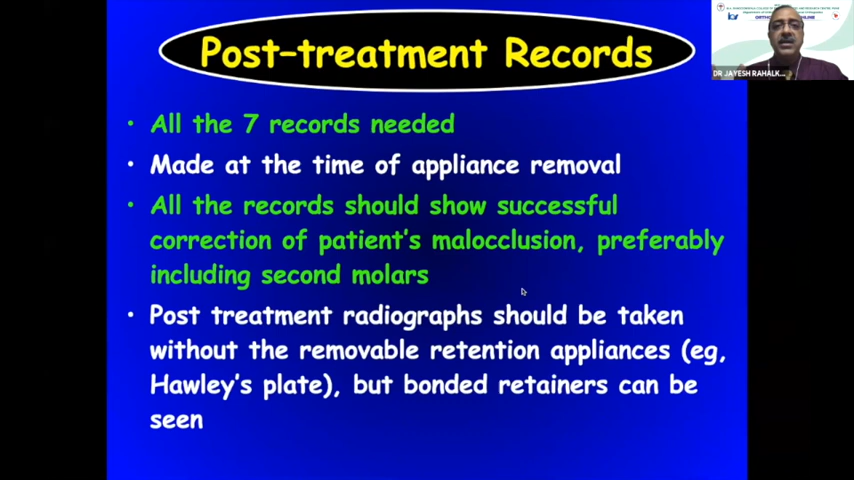 Post-treatment Records
DR JAYESH RAHALK...
• All the 7 records needed
• Made at the time of appliance removal
• All the records should show successful
correction of patient's malocclusion, preferably
including second molars
• Post treatment radiographs should be taken
without the removable retention appliances (eg,
Hawley's plate), but bonded retainers can be
seen